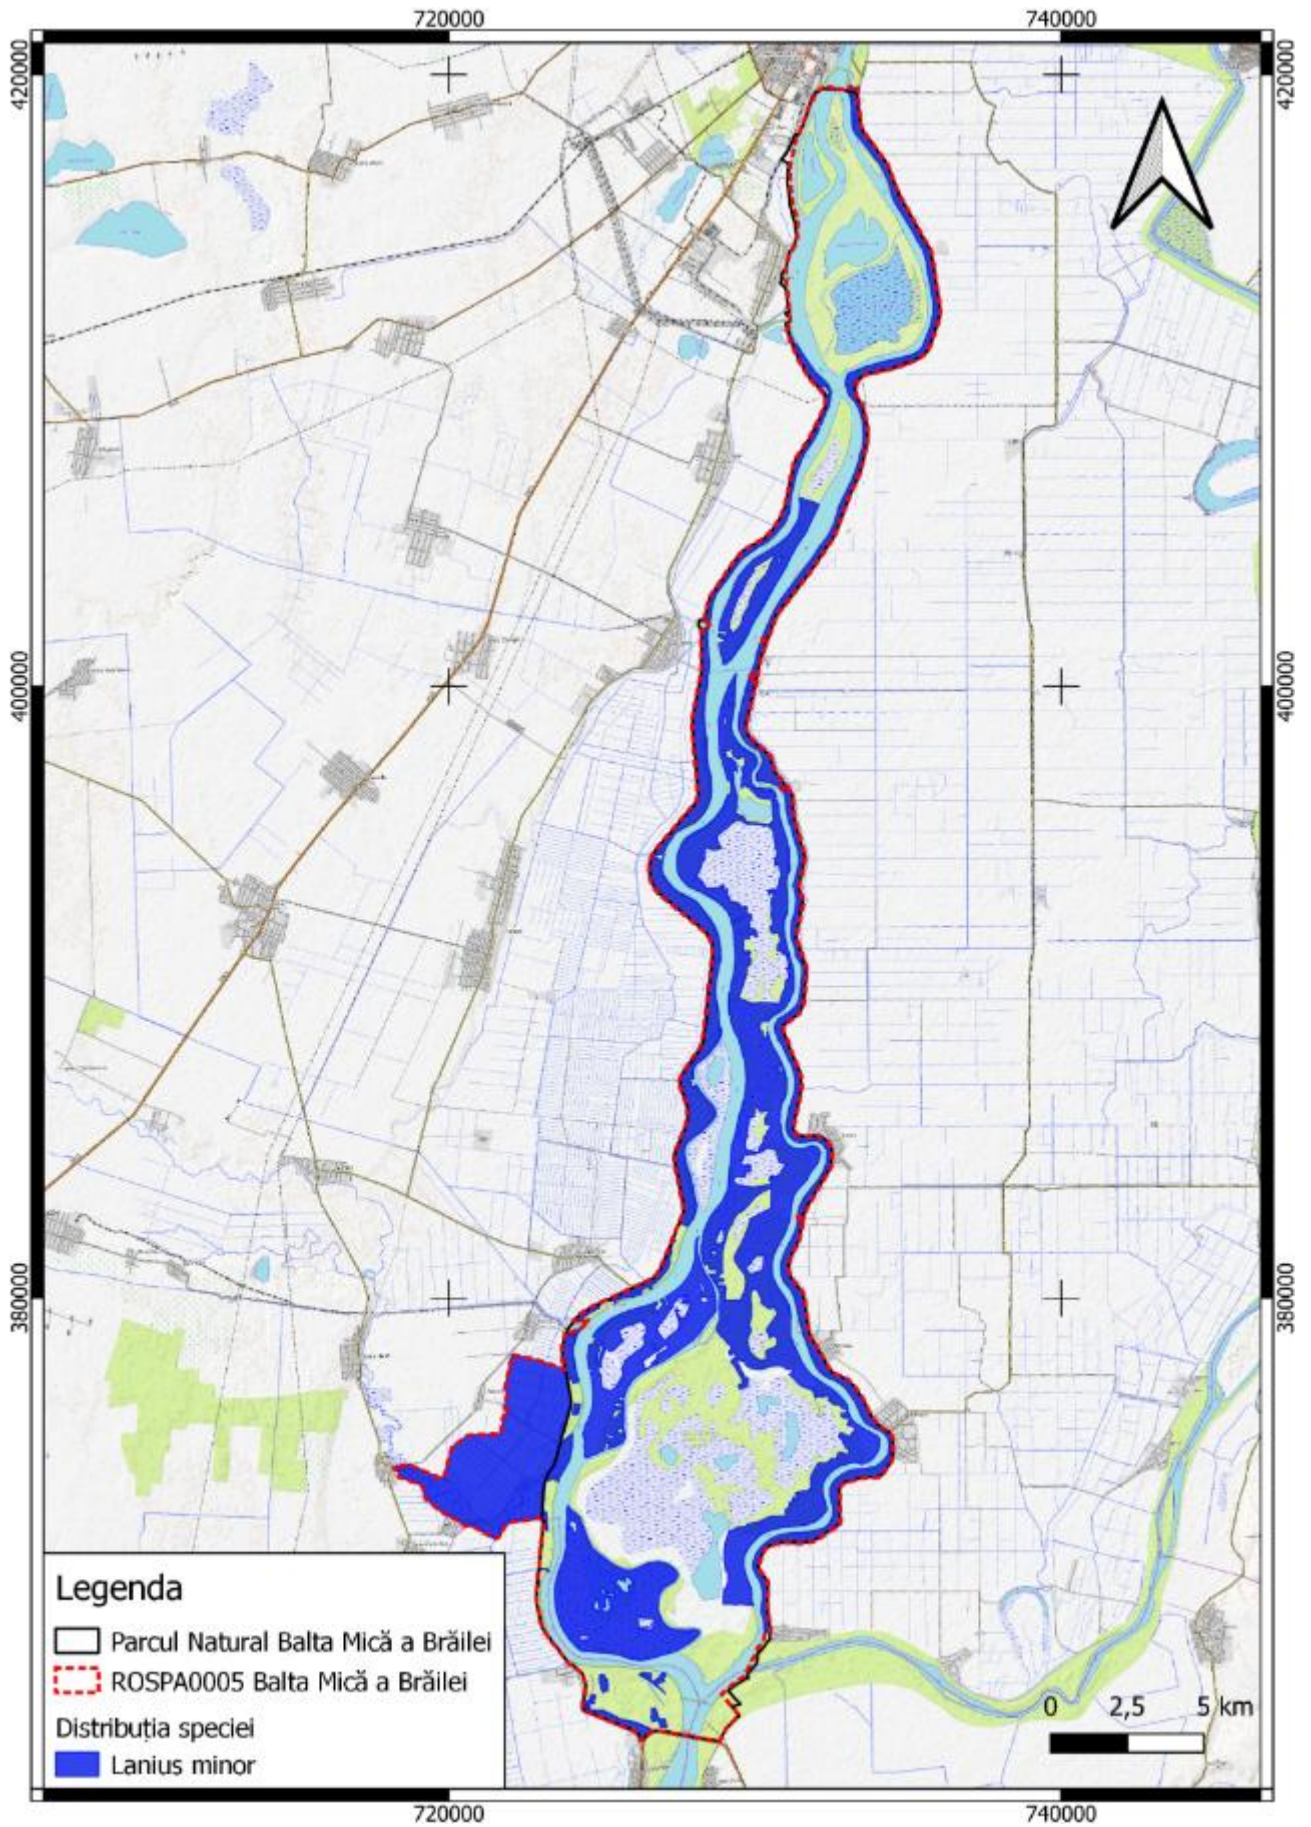 720000
740000
420000
420000
400000
400000
380000
380000
Legenda
Parcul Natural Balta Mică a Brăilei
ROSPA0005 Balta Mică a Brăilei
Distribuția speciei
Lanius minor
0 2,5 5 km
720000
740000